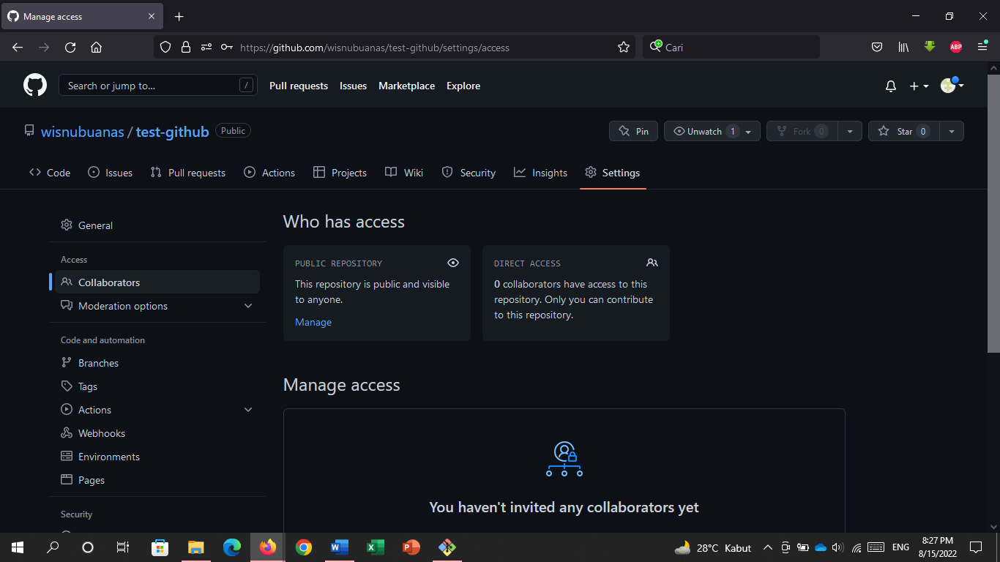 Manage access
https://github.com/wisnubuanas/test-github/settings/access
Cari
ABP
Search or jump to...
/
Pull requests
Issues
Marketplace
Explore
wisnubuanas / test-github
Public
Pin
Unwatch 1
Fork 0
Star 0
Code
Issues
Pull requests
Actions
Projects
Wiki
Security
Insights
Settings
General
Access
Collaborators
Moderation options
Code and automation
Branches
Tags
Actions
Webhooks
Environments
Pages
Security
Who has access
PUBLIC REPOSITORY
This repository is public and visible
to anyone.
Manage
DIRECT ACCESS
0 collaborators have access to this
repository. Only you can contribute
to this repository.
Manage access
You haven't invited any collaborators yet
28°C Kabut
ENG
8:27 PM
8/15/2022